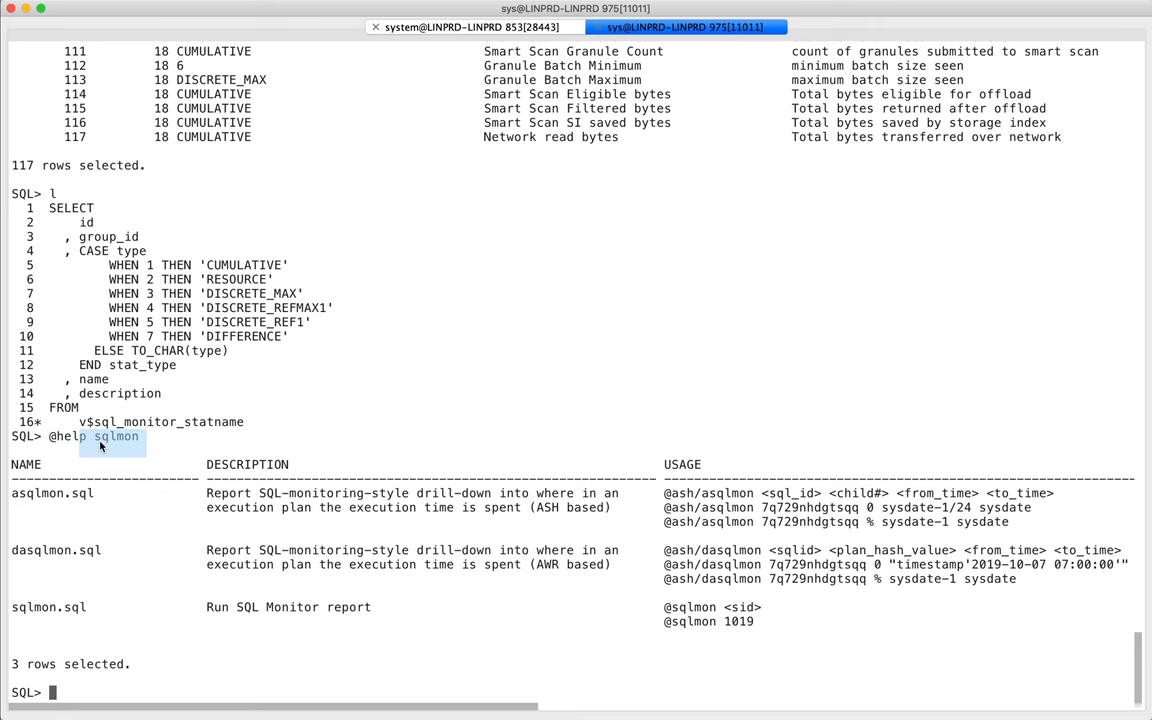 sys@LINPRD-LINPRD 975[11011]
system@LINPRD-LINPRD 853[28443] sys@LINPRD-LINPRD 975[11011]
111 18 CUMULATIVE Smart Scan Granule Count count of granules submitted to smart scan
112 18 6 Granule Batch Minimum minimum batch size seen
113 18 DISCRETE_MAX Granule Batch Maximum maximum batch size seen
114 18 CUMULATIVE Smart Scan Eligible bytes Total bytes eligible for offload
115 18 CUMULATIVE Smart Scan Filtered bytes Total bytes returned after offload
116 18 CUMULATIVE Smart Scan SI saved bytes Total bytes saved by storage index
117 18 CUMULATIVE Network read bytes Total bytes transferred over network
117 rows selected.
SQL> l
1 SELECT
2 id
3 , group_id
4 , CASE type
5 WHEN 1 THEN 'CUMULATIVE'
6 WHEN 2 THEN 'RESOURCE'
7 WHEN 3 THEN 'DISCRETE_MAX'
8 WHEN 4 THEN 'DISCRETE_REFMAX1'
9 WHEN 5 THEN 'DISCRETE_REF1'
10 WHEN 7 THEN 'DIFFERENCE'
11 ELSE TO_CHAR(type)
12 END stat_type
13 , name
14 , description
15 FROM
16* v$sql_monitor_statname
SQL> @help sqlmon
NAME DESCRIPTION USAGE
asqlmon.sql Report SQL-monitoring-style drill-down into where in an @ash/asqlmon <sql_id> <child#> <from_time> <to_time>
execution plan the execution time is spent (ASH based) @ash/asqlmon 7q729nhdgtsqq 0 sysdate-1/24 sysdate
@ash/asqlmon 7q729nhdgtsqq % sysdate-1 sysdate
dasqlmon.sql Report SQL-monitoring-style drill-down into where in an @ash/dasqlmon <sqlid> <plan_hash_value> <from_time> <to_time>
execution plan the execution time is spent (AWR based) @ash/dasqlmon 7q729nhdgtsqq 0 "timestamp'2019-10-07 07:00:00'"
@ash/dasqlmon 7q729nhdgtsqq % sysdate-1 sysdate
sqlmon.sql Run SQL Monitor report @sqlmon <sid>
@sqlmon 1019
3 rows selected.
SQL>